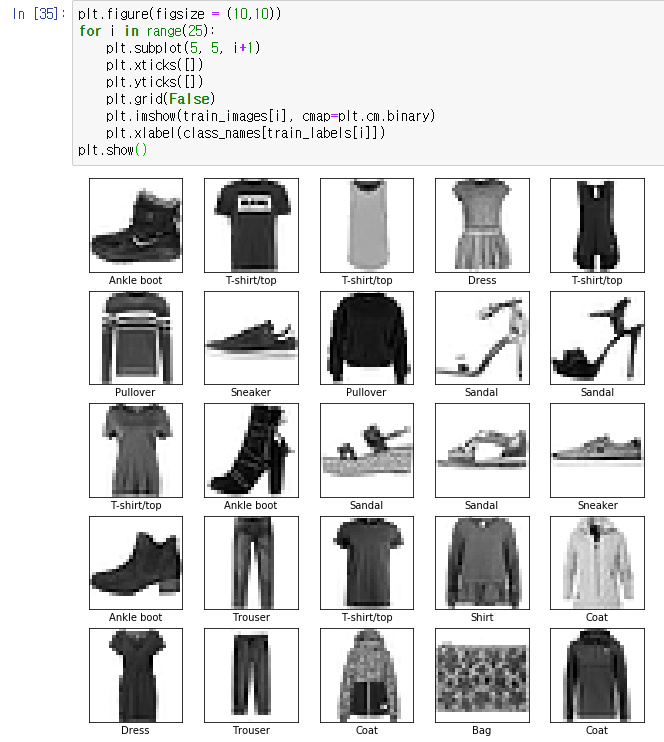 In [35]: plt.figure(figsize = (10,10))
for i in range(25):
    plt.subplot(5, 5, i+1)
    plt.xticks([])
    plt.yticks([])
    plt.grid(False)
    plt.imshow(train_images[i], cmap=plt.cm.binary)
    plt.xlabel(class_names[train_labels[i]])
plt.show()
Ankle boot T-shirt/top T-shirt/top Dress T-shirt/top
Pullover Sneaker Pullover Sandal Sandal
T-shirt/top Ankle boot Sandal Sandal Sneaker
Ankle boot Trouser T-shirt/top Shirt Coat
Dress Trouser Coat Bag Coat